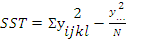 SST = Σy²ᵢⱼₖₗ − y²..../N